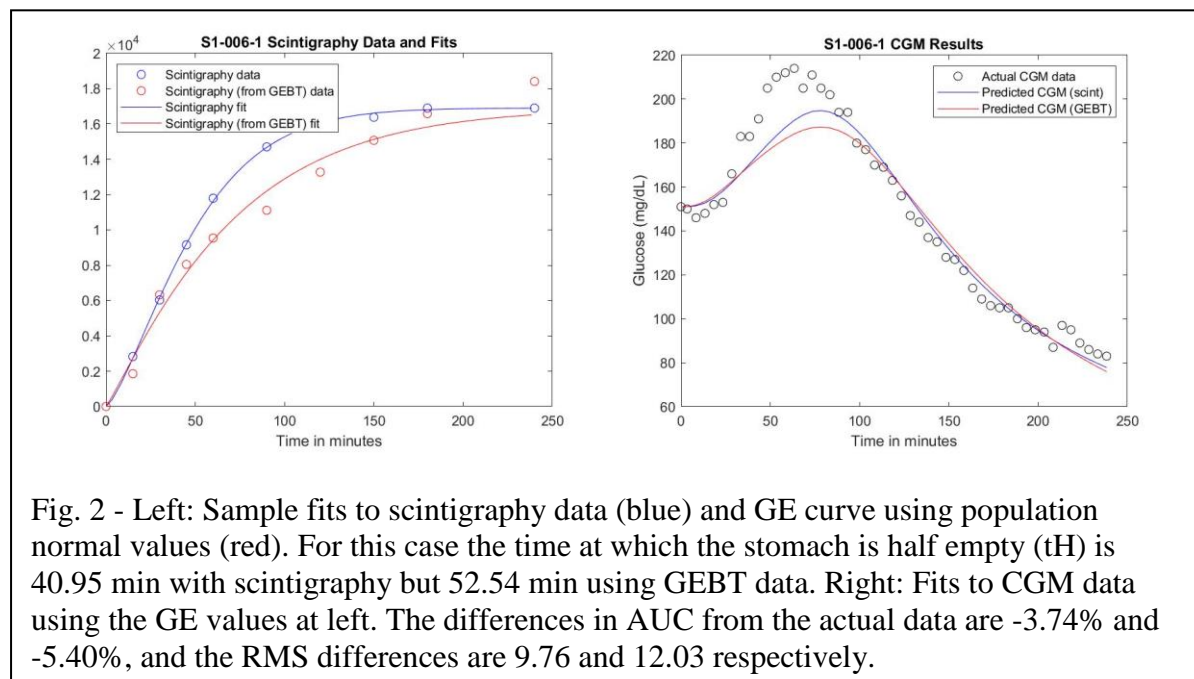 S1-006-1 Scintigraphy Data and Fits
×10⁴
2
1.8
1.6
1.4
1.2
1
0.8
0.6
0.4
0.2
0
Scintigraphy data
Scintigraphy (from GEBT) data
Scintigraphy fit
Scintigraphy (from GEBT) fit
0 50 100 150 200 250
Time in minutes
S1-006-1 CGM Results
Glucose (mg/dL)
220
200
180
160
140
120
100
80
60
Actual CGM data
Predicted CGM (scint)
Predicted CGM (GEBT)
0 50 100 150 200 250
Time in minutes
Fig. 2 - Left: Sample fits to scintigraphy data (blue) and GE curve using population
normal values (red). For this case the time at which the stomach is half empty (tH) is
40.95 min with scintigraphy but 52.54 min using GEBT data. Right: Fits to CGM data
using the GE values at left. The differences in AUC from the actual data are -3.74% and
-5.40%, and the RMS differences are 9.76 and 12.03 respectively.